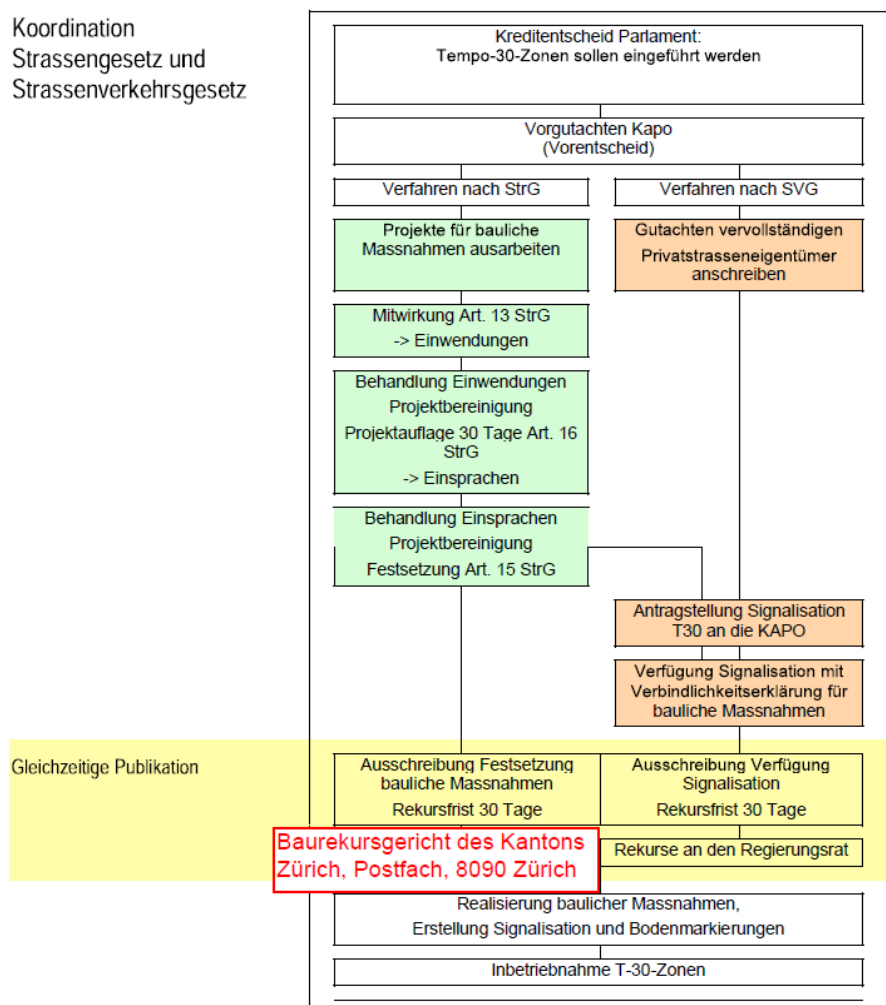 Koordination
Strassengesetz und
Strassenverkehrsgesetz
Kreditentscheid Parlament:
Tempo-30-Zonen sollen eingeführt werden
Vorgutachten Kapo
(Vorentscheid)
Verfahren nach StrG
Verfahren nach SVG
Projekte für bauliche
Massnahmen ausarbeiten
Gutachten vervollständigen
Privatstrasseneigentümer
anschreiben
Mitwirkung Art. 13 StrG
-> Einwendungen
Behandlung Einwendungen
Projektbereinigung
Projektauflage 30 Tage Art. 16
StrG
-> Einsprachen
Behandlung Einsprachen
Projektbereinigung
Festsetzung Art. 15 StrG
Antragstellung Signalisation
T30 an die KAPO
Verfügung Signalisation mit
Verbindlichkeitserklärung für
bauliche Massnahmen
Gleichzeitige Publikation
Ausschreibung Festsetzung
bauliche Massnahmen
Rekursfrist 30 Tage
Ausschreibung Verfügung
Signalisation
Rekursfrist 30 Tage
Baurekursgericht des Kantons
Zürich, Postfach, 8090 Zürich
Rekurse an den Regierungsrat
Realisierung baulicher Massnahmen,
Erstellung Signalisation und Bodenmarkierungen
Inbetriebnahme T-30-Zonen